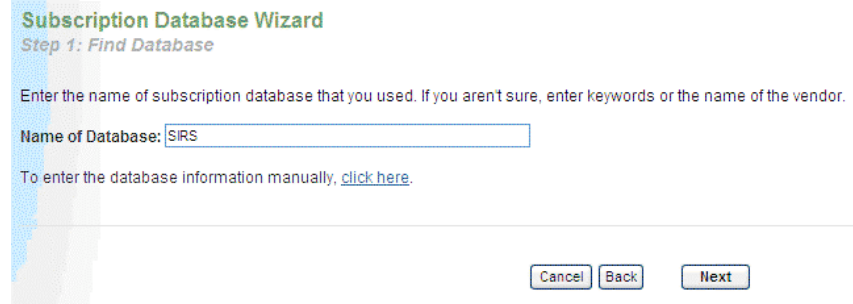 Subscription Database Wizard
Step 1: Find Database
Enter the name of subscription database that you used. If you aren't sure, enter keywords or the name of the vendor.
Name of Database: SIRS
To enter the database information manually, click here.
Cancel Back Next